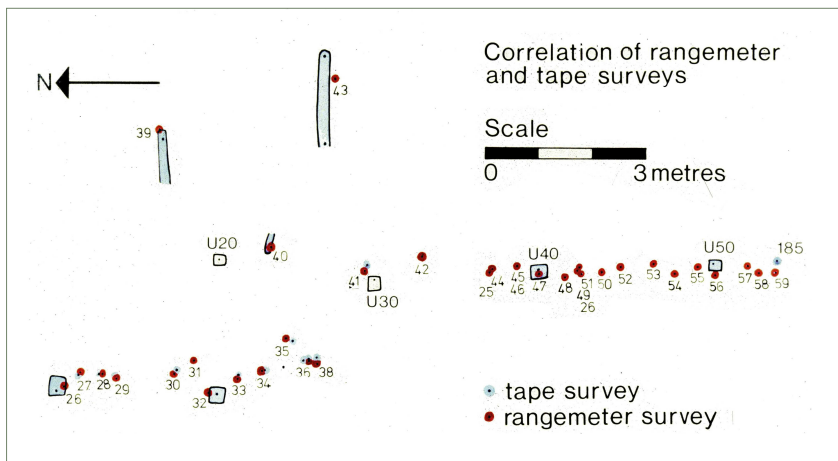 Correlation of rangemeter
and tape surveys
N
43
39
Scale
0 3 metres
U20
40
42
41
U30
U40
U50
185
44 45 47 48 51 50 52 53 54 55 56 57 58 59
25 46 49
26
35
31
36 38
27 28 29 30 33 34
26 32
tape survey
rangemeter survey